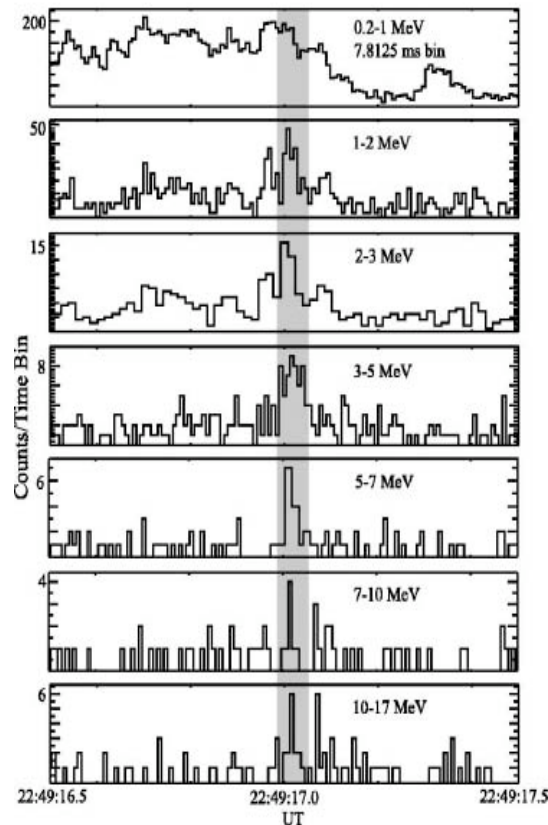 200
0.2-1 MeV
7.8125 ms bin
50
1-2 MeV
15
2-3 MeV
8
3-5 MeV
Counts/Time Bin
6
5-7 MeV
4
7-10 MeV
6
10-17 MeV
22:49:16.5 22:49:17.0 22:49:17.5
UT